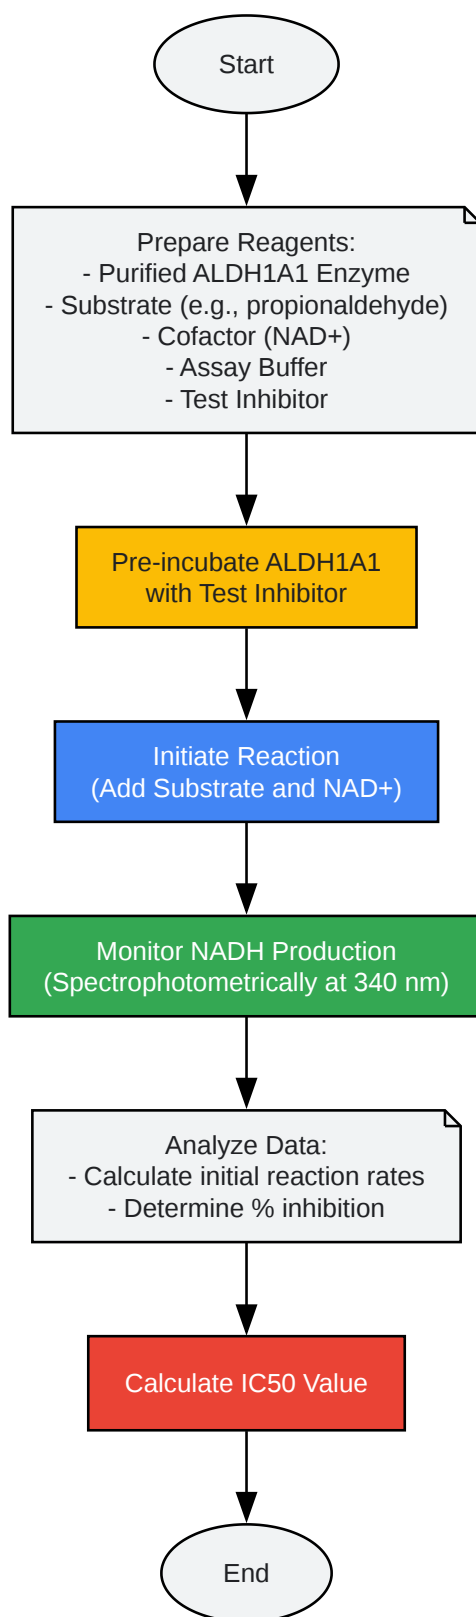 Start
Prepare Reagents:
- Purified ALDH1A1 Enzyme
- Substrate (e.g., propionaldehyde)
- Cofactor (NAD+)
- Assay Buffer
- Test Inhibitor
Pre-incubate ALDH1A1
with Test Inhibitor
Initiate Reaction
(Add Substrate and NAD+)
Monitor NADH Production
(Spectrophotometrically at 340 nm)
Analyze Data:
- Calculate initial reaction rates
- Determine % inhibition
Calculate IC50 Value
End